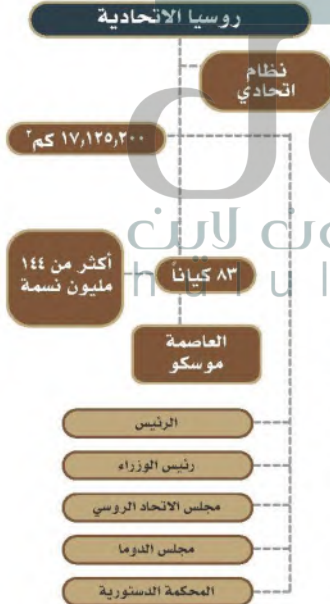 روسيا الاتحادية
نظام
اتحادي
١٧,١٢٥,٢٠٠ كم٢
أكثر من ١٤٤
مليون نسمة
٨٣ كياناً
العاصمة
موسكو
الرئيس
رئيس الوزراء
مجلس الاتحاد الروسي
مجلس الدوما
المحكمة الدستورية